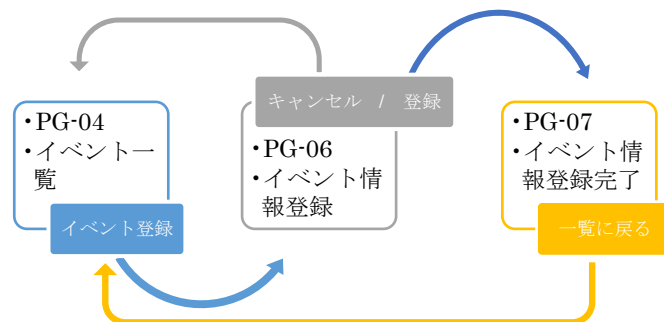 ・PG-04
・イベント一
覧
イベント登録
キャンセル / 登録
・PG-06
・イベント情
報登録
・PG-07
・イベント情
報登録完了
一覧に戻る